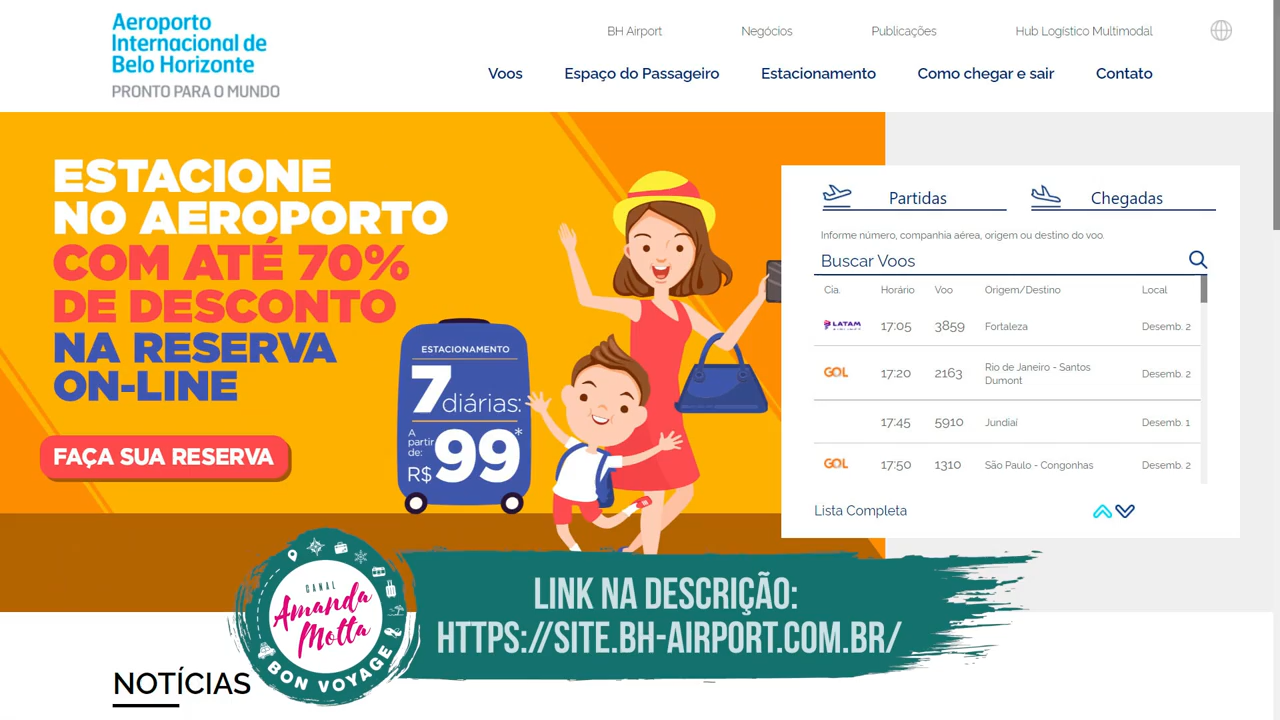 Aeroporto
Internacional de
Belo Horizonte
PRONTO PARA O MUNDO
BH Airport
Negócios
Publicações
Hub Logístico Multimodal
Voos
Espaço do Passageiro
Estacionamento
Como chegar e sair
Contato
ESTACIONE
NO AEROPORTO
COM ATÉ 70%
DE DESCONTO
NA RESERVA
ON-LINE
FAÇA SUA RESERVA
ESTACIONAMENTO
7 diárias:
A partir de:
R$ 99*
Partidas
Chegadas
Informe número, companhia aérea, origem ou destino do voo.
Buscar Voos
Cia. Horário Voo Origem/Destino Local
LATAM AIRLINES 17:05 3859 Fortaleza Desemb. 2
GOL 17:20 2163 Rio de Janeiro - Santos Dumont Desemb. 2
17:45 5910 Jundiaí Desemb. 1
GOL 17:50 1310 São Paulo - Congonhas Desemb. 2
Lista Completa
CANAL
Amanda
Motta
BON VOYAGE
LINK NA DESCRIÇÃO:
HTTPS://SITE.BH-AIRPORT.COM.BR/
NOTÍCIAS